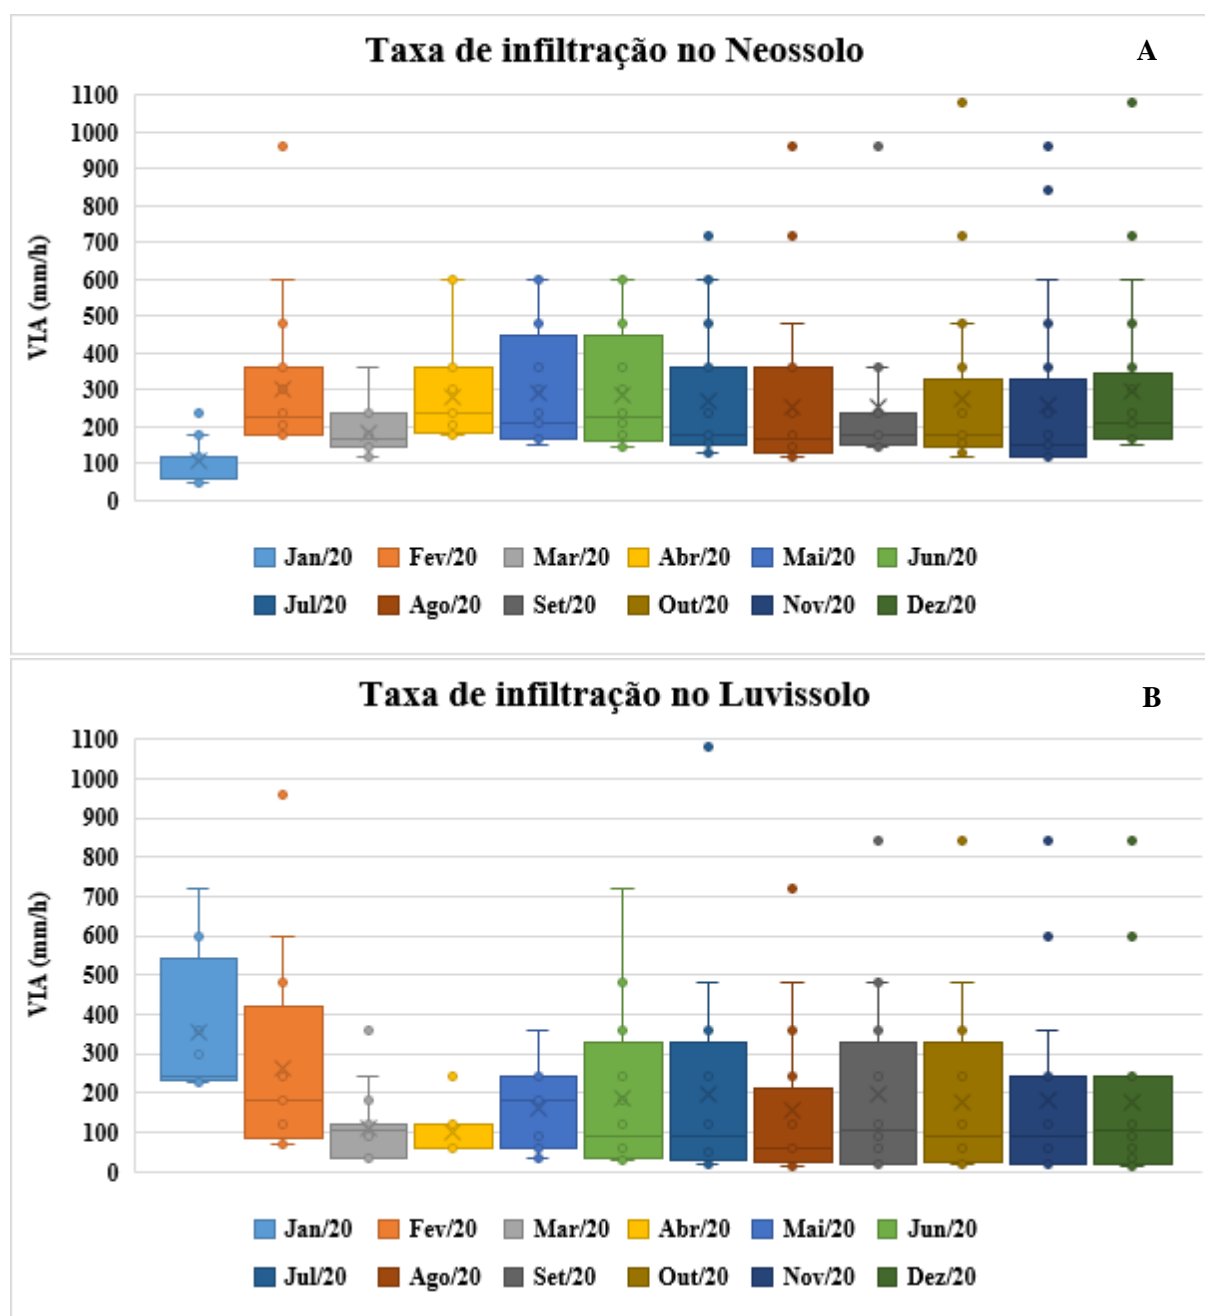 Taxa de infiltração no Neossolo
A
1100
1000
900
800
700
600
500
400
300
200
100
0
VIA (mm/h)
Jan/20 Fev/20 Mar/20 Abr/20 Mai/20 Jun/20
Jul/20 Ago/20 Set/20 Out/20 Nov/20 Dez/20
Taxa de infiltração no Luvissolo
B
1100
1000
900
800
700
600
500
400
300
200
100
0
VIA (mm/h)
Jan/20 Fev/20 Mar/20 Abr/20 Mai/20 Jun/20
Jul/20 Ago/20 Set/20 Out/20 Nov/20 Dez/20